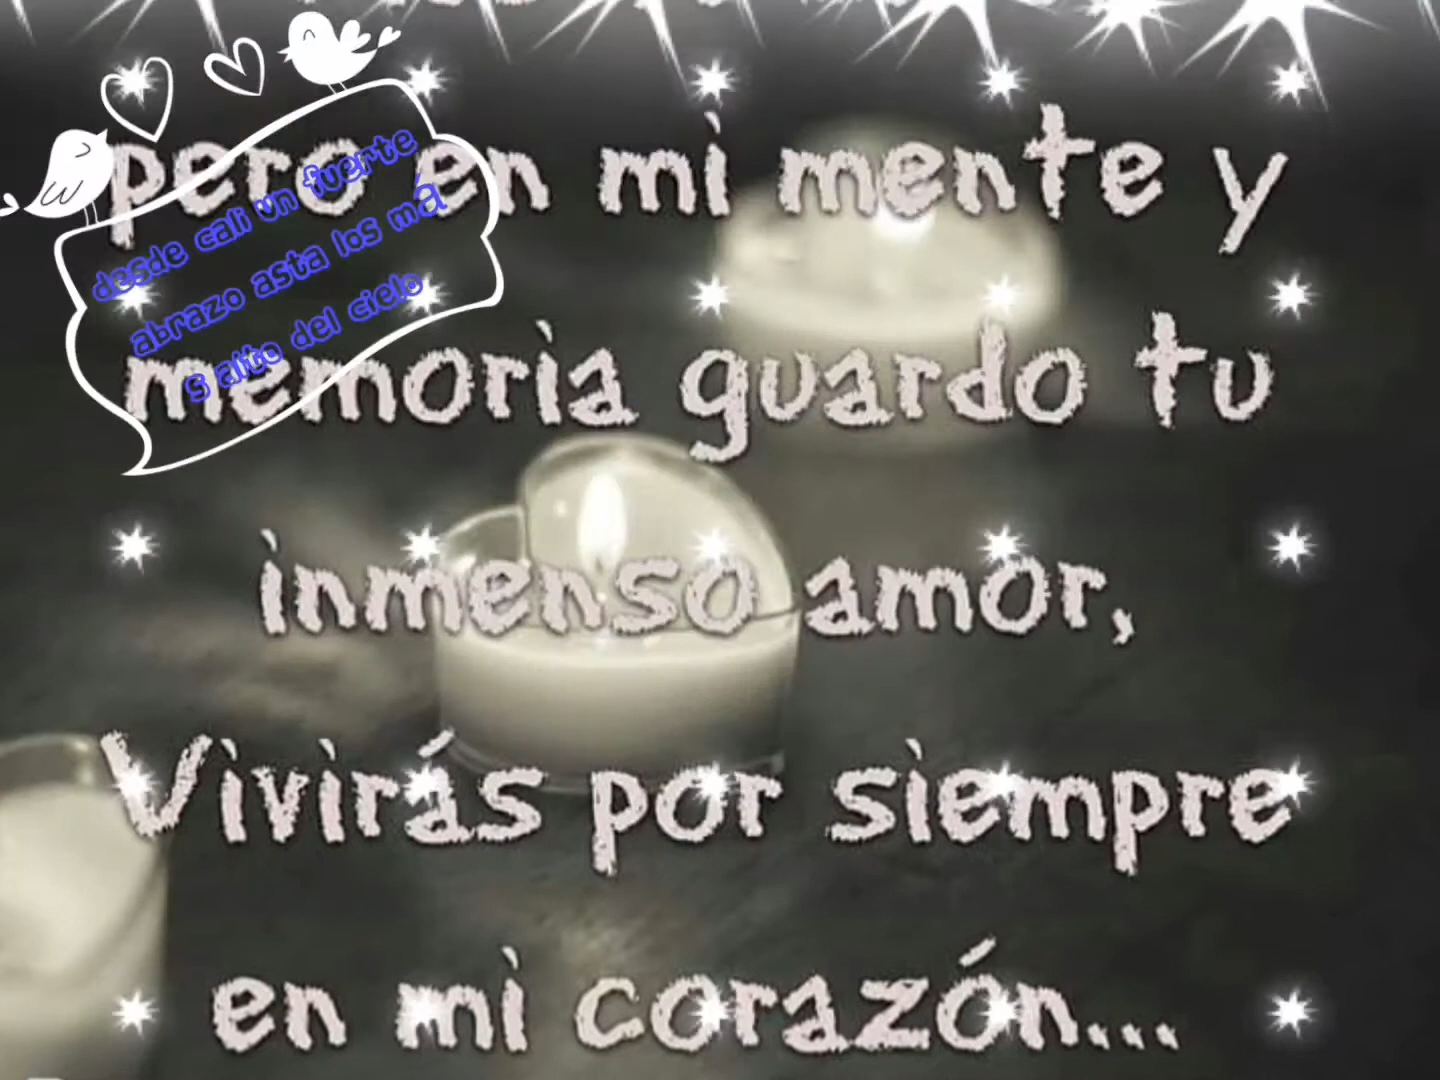 desde cali un fuerte
abrazo asta los má
s alto del cielo
pero en mi mente y
memoria guardo tu
inmenso amor,
Vivirás por siempre
en mi corazón...